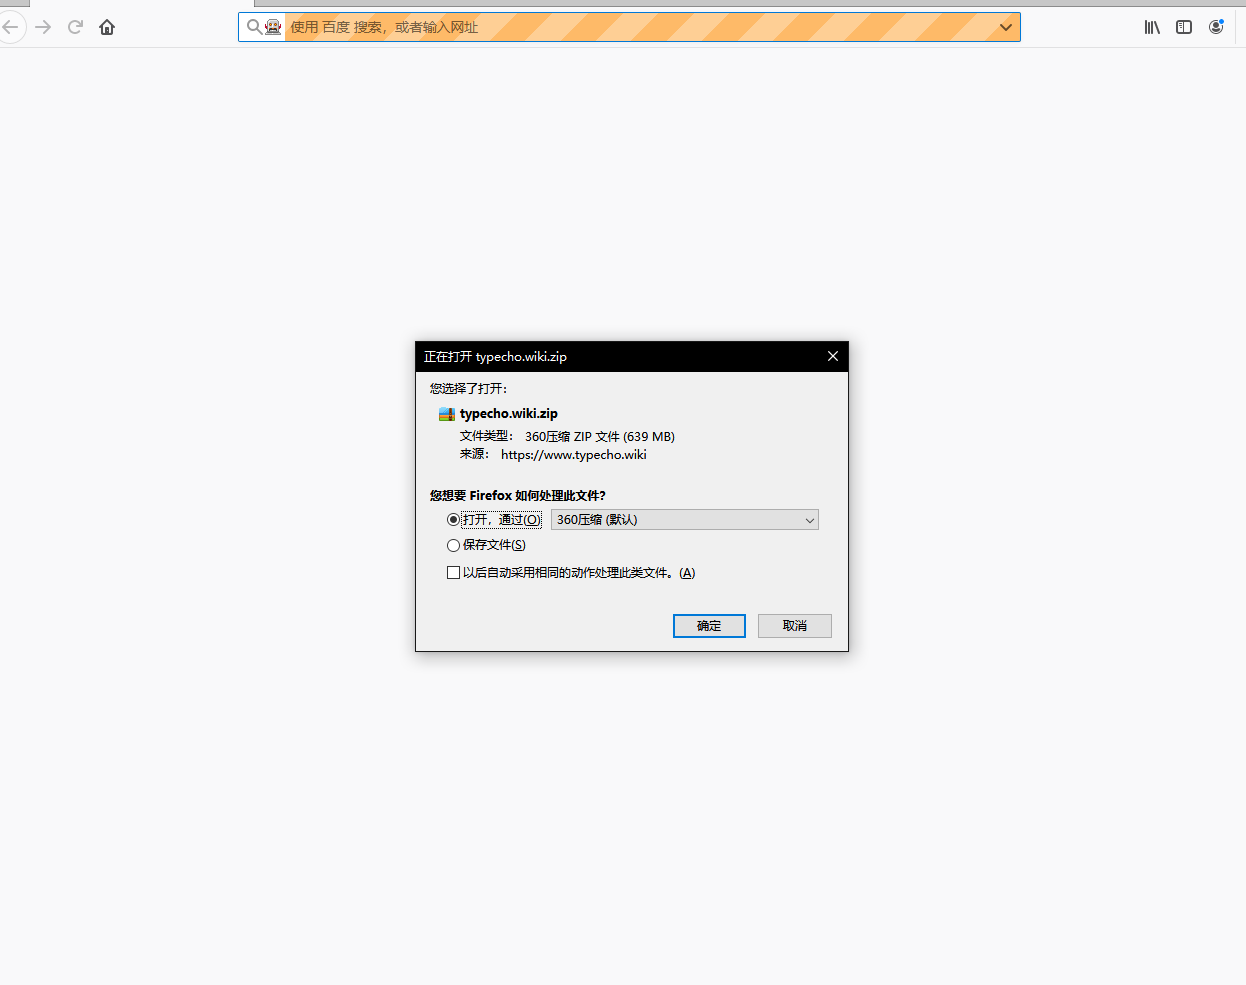 使用 百度 搜索，或者输入网址
正在打开 typecho.wiki.zip
您选择了打开：
typecho.wiki.zip
文件类型： 360压缩 ZIP 文件 (639 MB)
来源： https://www.typecho.wiki
您想要 Firefox 如何处理此文件？
打开，通过(O) 360压缩 (默认)
保存文件(S)
以后自动采用相同的动作处理此类文件。(A)
确定 取消